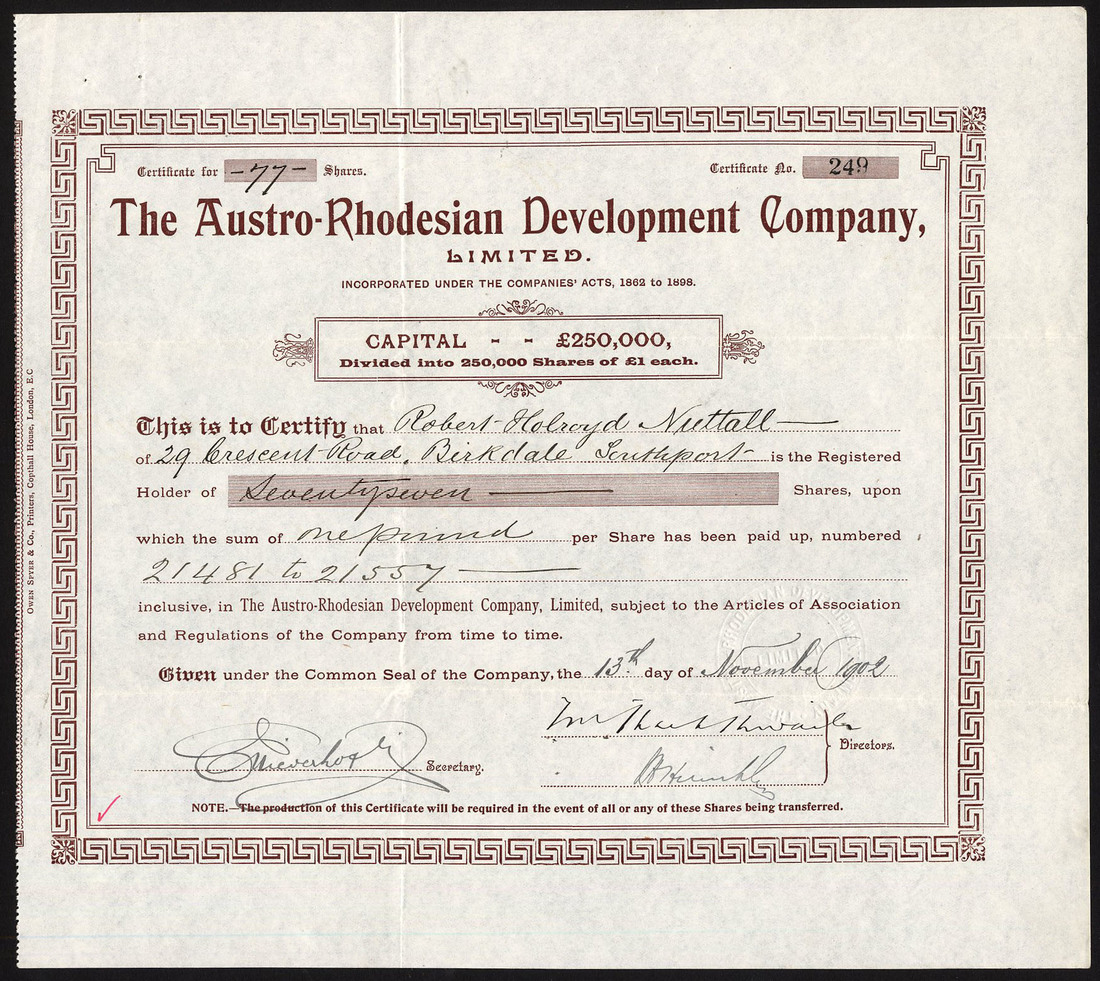 Certificate for -77- Shares.
Certificate No. 249
The Austro-Rhodesian Development Company,
LIMITED.
INCORPORATED UNDER THE COMPANIES' ACTS, 1862 to 1898.
CAPITAL - - £250,000,
Divided into 250,000 Shares of £1 each.
This is to Certify that Robert Holroyd Nuttall
of 29 Crescent Road, Birkdale Southport is the Registered
Holder of Seventyseven Shares, upon
which the sum of one pound per Share has been paid up, numbered
21481 to 21557
inclusive, in The Austro-Rhodesian Development Company, Limited, subject to the Articles of Association
and Regulations of the Company from time to time.
Given under the Common Seal of the Company, the 13th day of November 1902
Directors.
Secretary.
NOTE.—The production of this Certificate will be required in the event of all or any of these Shares being transferred.
OWEN SPYER & CO., Printers, Copthall House, London, E.C